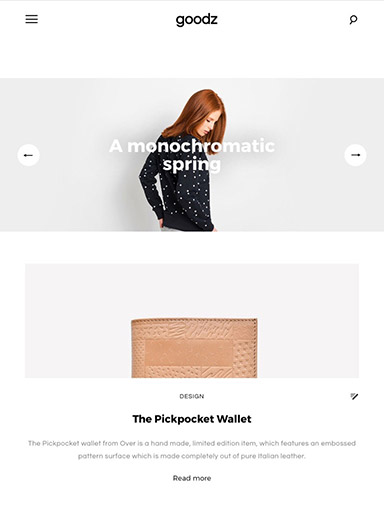 goodz
A monochromatic
spring
DESIGN
The Pickpocket Wallet
The Pickpocket wallet from Over is a hand made, limited edition item, which features an embossed
pattern surface which is made completely out of pure Italian leather.
Read more